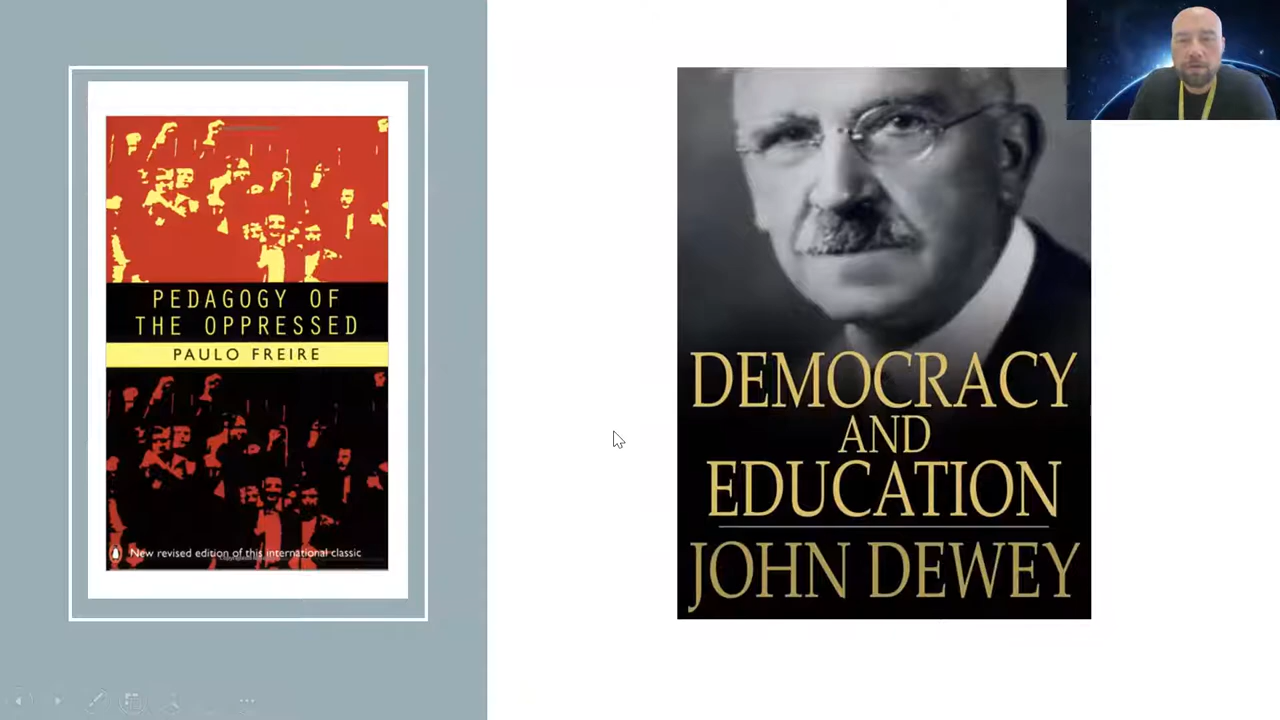 PEDAGOGY OF
THE OPPRESSED
PAULO FREIRE
New revised edition of this international classic
DEMOCRACY
AND
EDUCATION
JOHN DEWEY